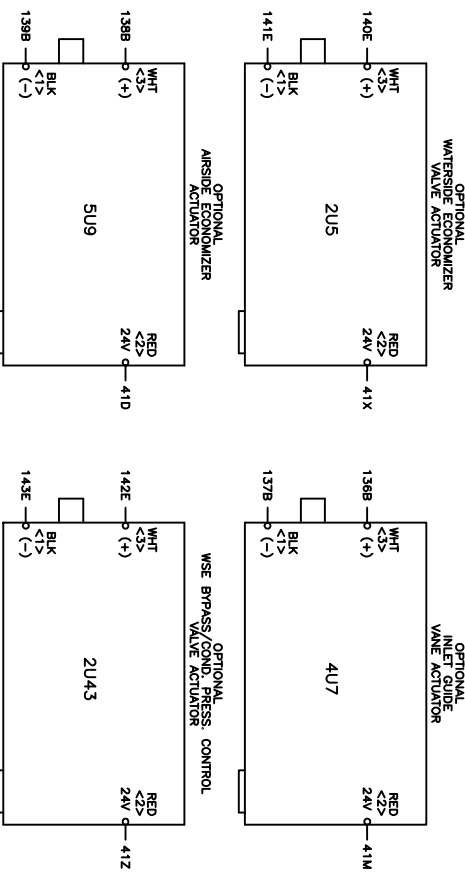 OPTIONAL
WATERSIDE ECONOMIZER
VALVE ACTUATOR
140E
WHT
<3>
(+)
141E
BLK
<1>
(-)
2U5
RED
<2>
24V
41X
OPTIONAL
INLET GUIDE
VANE ACTUATOR
136B
WHT
<3>
(+)
137B
BLK
<1>
(-)
4U7
RED
<2>
24V
41M
OPTIONAL
AIRSIDE ECONOMIZER
ACTUATOR
138B
WHT
<3>
(+)
139B
BLK
<1>
(-)
5U9
RED
<2>
24V
41D
OPTIONAL
WSE BYPASS/COND. PRESS. CONTROL
VALVE ACTUATOR
142E
WHT
<3>
(+)
143E
BLK
<1>
(-)
2U43
RED
<2>
24V
41Z